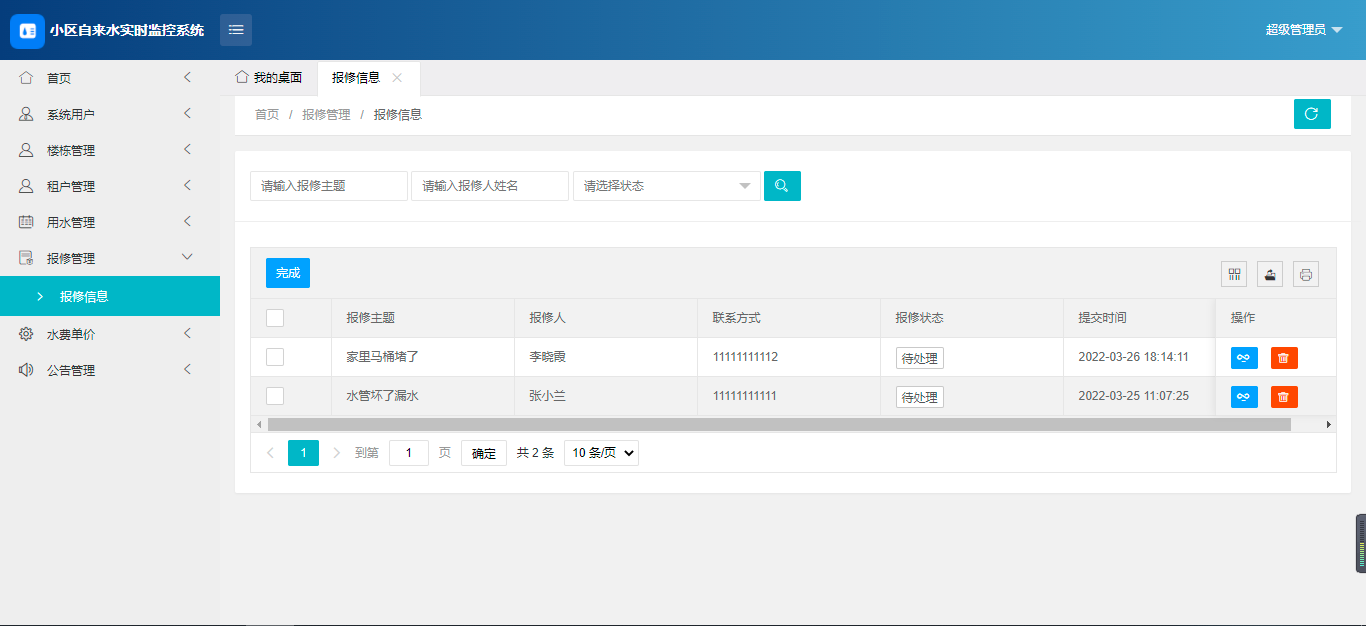 小区自来水实时监控系统
超级管理员
首页
系统用户
楼栋管理
租户管理
用水管理
报修管理
报修信息
水费单价
公告管理
我的桌面 报修信息
首页 / 报修管理 / 报修信息
请输入报修主题 请输入报修人姓名 请选择状态
完成
报修主题 报修人 联系方式 报修状态 提交时间 操作
家里马桶堵了 李晓霞 11111111112 待处理 2022-03-26 18:14:11
水管坏了漏水 张小兰 11111111111 待处理 2022-03-25 11:07:25
1 到第 1 页 确定 共 2 条 10 条/页